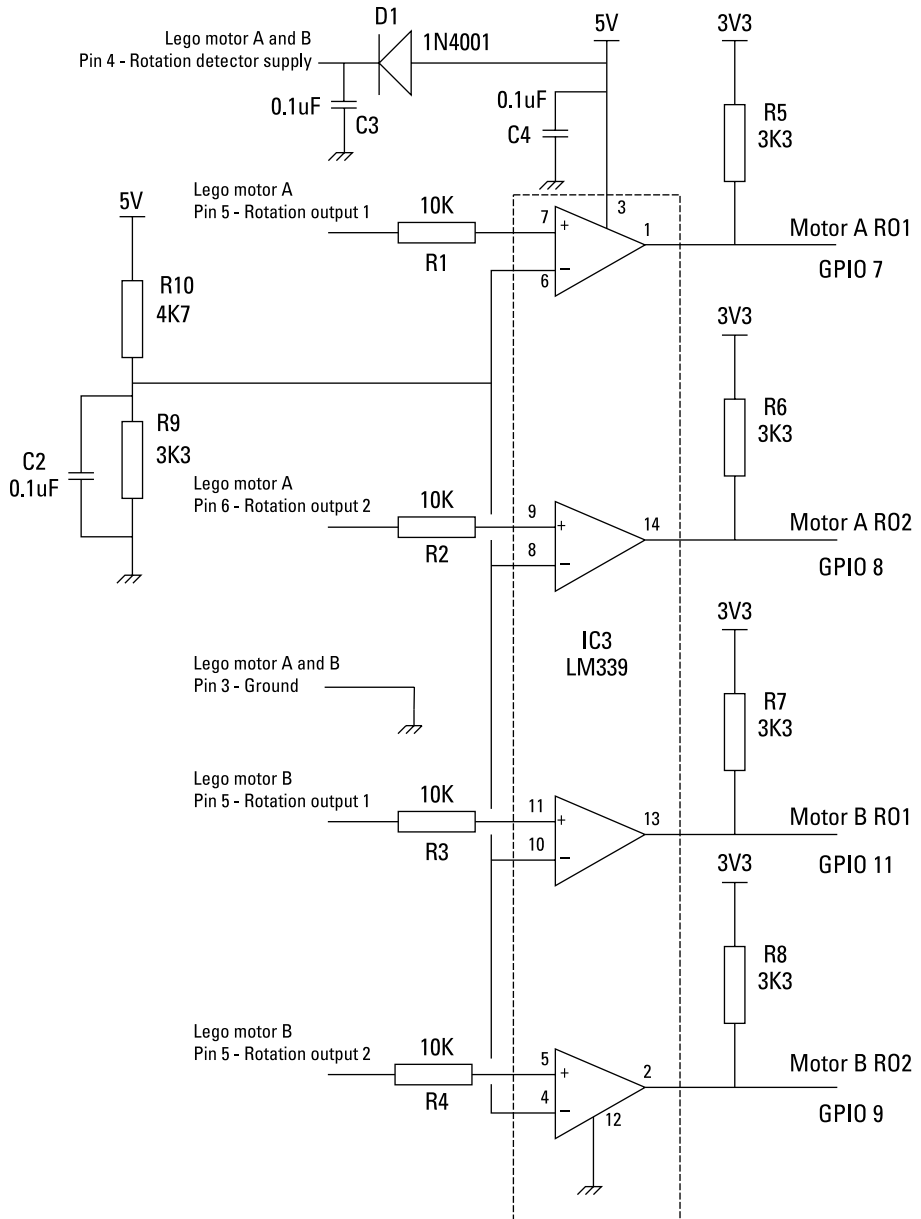 D1
1N4001
Lego motor A and B
Pin 4 - Rotation detector supply
0.1uF
C3
5V
0.1uF
C4
3V3
R5
3K3
5V
R10
4K7
Lego motor A
Pin 5 - Rotation output 1
10K
R1
7
+
6
−
3
1
Motor A RO1
GPIO 7
3V3
R6
3K3
C2
0.1uF
R9
3K3
Lego motor A
Pin 6 - Rotation output 2
10K
R2
9
+
8
−
14
Motor A RO2
GPIO 8
IC3
LM339
3V3
R7
3K3
Lego motor A and B
Pin 3 - Ground
Lego motor B
Pin 5 - Rotation output 1
10K
R3
11
+
10
−
13
Motor B RO1
GPIO 11
3V3
R8
3K3
Lego motor B
Pin 5 - Rotation output 2
10K
R4
5
+
4
−
12
2
Motor B RO2
GPIO 9